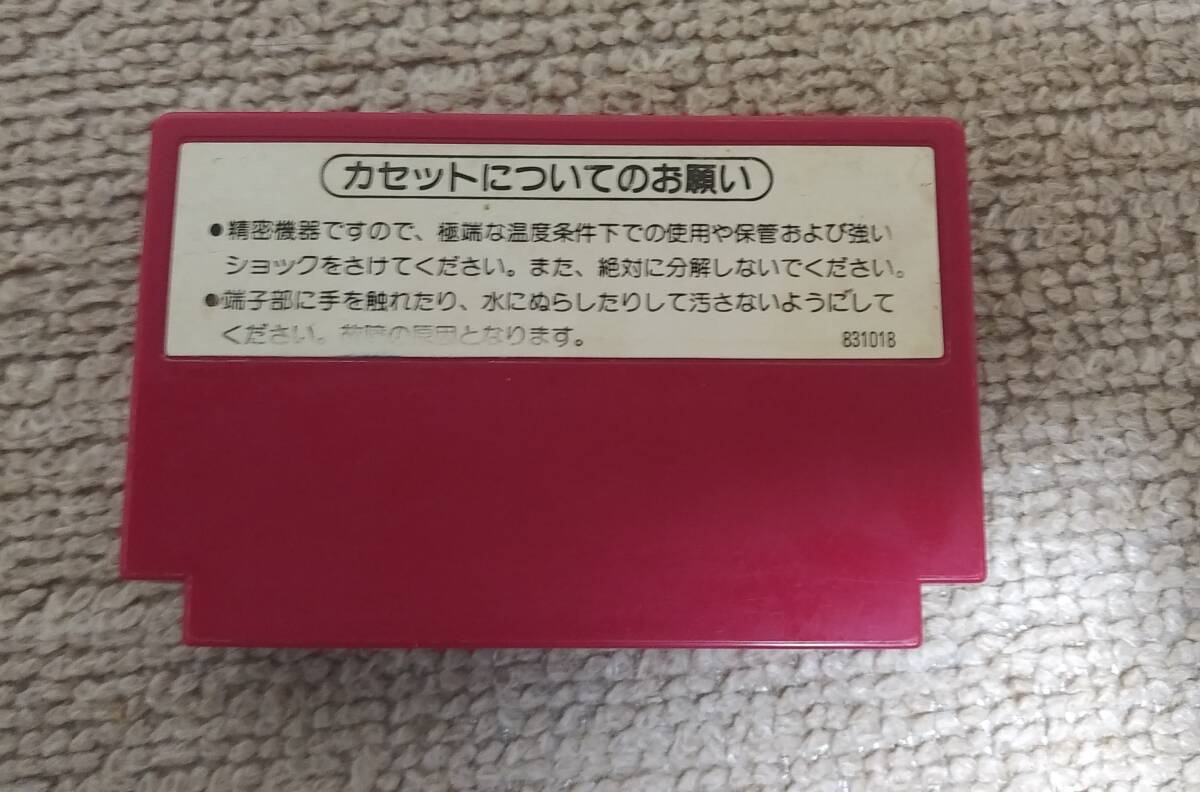 カセットについてのお願い
●精密機器ですので、極端な温度条件下での使用や保管および強い
ショックをさけてください。また、絶対に分解しないでください。
●端子部に手を触れたり、水にぬらしたりして汚さないようにして
ください。故障の原因となります。
831018